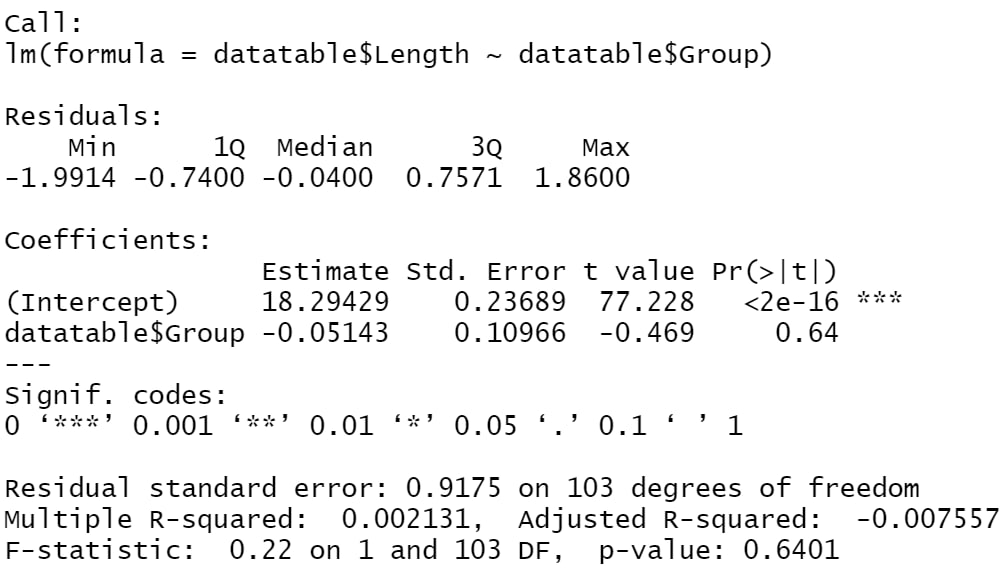 Call:
lm(formula = datatable$Length ~ datatable$Group)
Residuals:
    Min      1Q  Median      3Q     Max
-1.9914 -0.7400 -0.0400  0.7571  1.8600
Coefficients:
                Estimate Std. Error t value Pr(>|t|)
(Intercept)     18.29429    0.23689  77.228   <2e-16 ***
datatable$Group -0.05143    0.10966  -0.469     0.64
---
Signif. codes:
0 ‘***’ 0.001 ‘**’ 0.01 ‘*’ 0.05 ‘.’ 0.1 ‘ ’ 1
Residual standard error: 0.9175 on 103 degrees of freedom
Multiple R-squared:  0.002131,  Adjusted R-squared:  -0.007557
F-statistic:  0.22 on 1 and 103 DF,  p-value: 0.6401